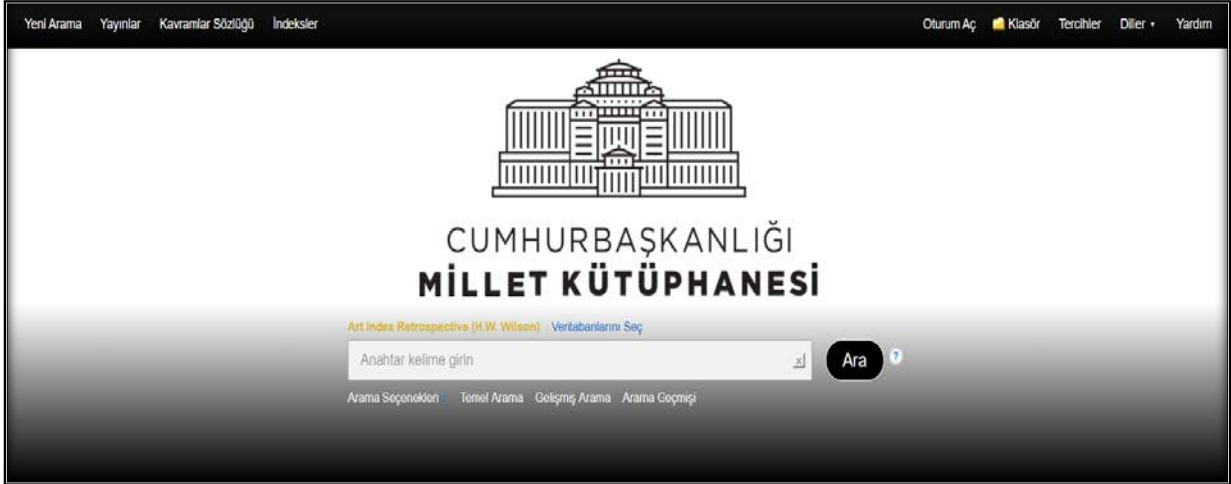 Yeni Arama Yayınlar Kavramlar Sözlüğü İndeksler Oturum Aç Klasör Tercihler Diller Yardım
CUMHURBAŞKANLIĞI
MİLLET KÜTÜPHANESİ
Art Index Retrospective (H.W. Wilson) Veritabanlarını Seç
Anahtar kelime girin x Ara ?
Arama Seçenekleri Temel Arama Gelişmiş Arama Arama Geçmişi